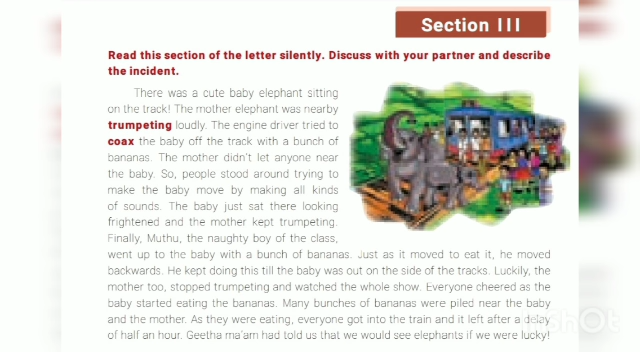 Section III
Read this section of the letter silently. Discuss with your partner and describe
the incident.
There was a cute baby elephant sitting
on the track! The mother elephant was nearby
trumpeting loudly. The engine driver tried to
coax the baby off the track with a bunch of
bananas. The mother didn't let anyone near
the baby. So, people stood around trying to
make the baby move by making all kinds
of sounds. The baby just sat there looking
frightened and the mother kept trumpeting.
Finally, Muthu, the naughty boy of the class,
went up to the baby with a bunch of bananas. Just as it moved to eat it, he moved
backwards. He kept doing this till the baby was out on the side of the tracks. Luckily, the
mother too, stopped trumpeting and watched the whole show. Everyone cheered as the
baby started eating the bananas. Many bunches of bananas were piled near the baby
and the mother. As they were eating, everyone got into the train and it left after a delay
of half an hour. Geetha ma'am had told us that we would see elephants if we were lucky!